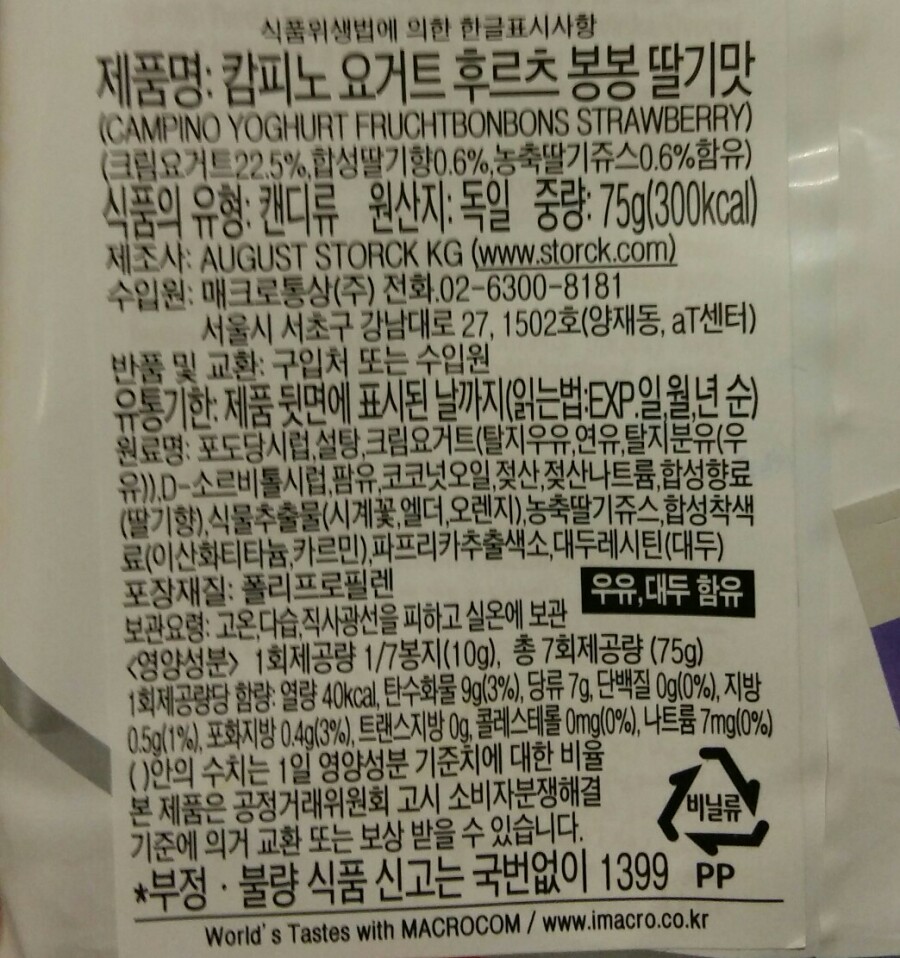 식품위생법에 의한 한글표시사항
제품명: 캄피노 요거트 후르츠 봉봉 딸기맛
(CAMPINO YOGHURT FRUCHTBONBONS STRAWBERRY)
(크림요거트22.5%,합성딸기향0.6%,농축딸기쥬스0.6%함유)
식품의 유형: 캔디류 원산지: 독일 중량: 75g(300kcal)
제조사: AUGUST STORCK KG (www.storck.com)
수입원: 매크로통상(주) 전화.02-6300-8181
서울시 서초구 강남대로 27, 1502호(양재동, aT센터)
반품 및 교환: 구입처 또는 수입원
유통기한: 제품 뒷면에 표시된 날까지(읽는법:EXP.일,월,년 순)
원료명: 포도당시럽,설탕,크림요거트(탈지우유,연유,탈지분유(우
유)),D-소르비톨시럽,팜유,코코넛오일,젖산,젖산나트륨,합성향료
(딸기향),식물추출물(시계꽃,엘더,오렌지),농축딸기쥬스,합성착색
료(이산화티타늄,카르민),파프리카추출색소,대두레시틴(대두)
포장재질: 폴리프로필렌
우유,대두 함유
보관요령: 고온,다습,직사광선을 피하고 실온에 보관
<영양성분> 1회제공량 1/7봉지(10g), 총 7회제공량 (75g)
1회제공량당 함량: 열량 40kcal, 탄수화물 9g(3%), 당류 7g, 단백질 0g(0%), 지방
0.5g(1%), 포화지방 0.4g(3%), 트랜스지방 0g, 콜레스테롤 0mg(0%), 나트륨 7mg(0%)
( )안의 수치는 1일 영양성분 기준치에 대한 비율
본 제품은 공정거래위원회 고시 소비자분쟁해결
기준에 의거 교환 또는 보상 받을 수 있습니다.
비닐류
PP
*부정 · 불량 식품 신고는 국번없이 1399
World's Tastes with MACROCOM / www.imacro.co.kr